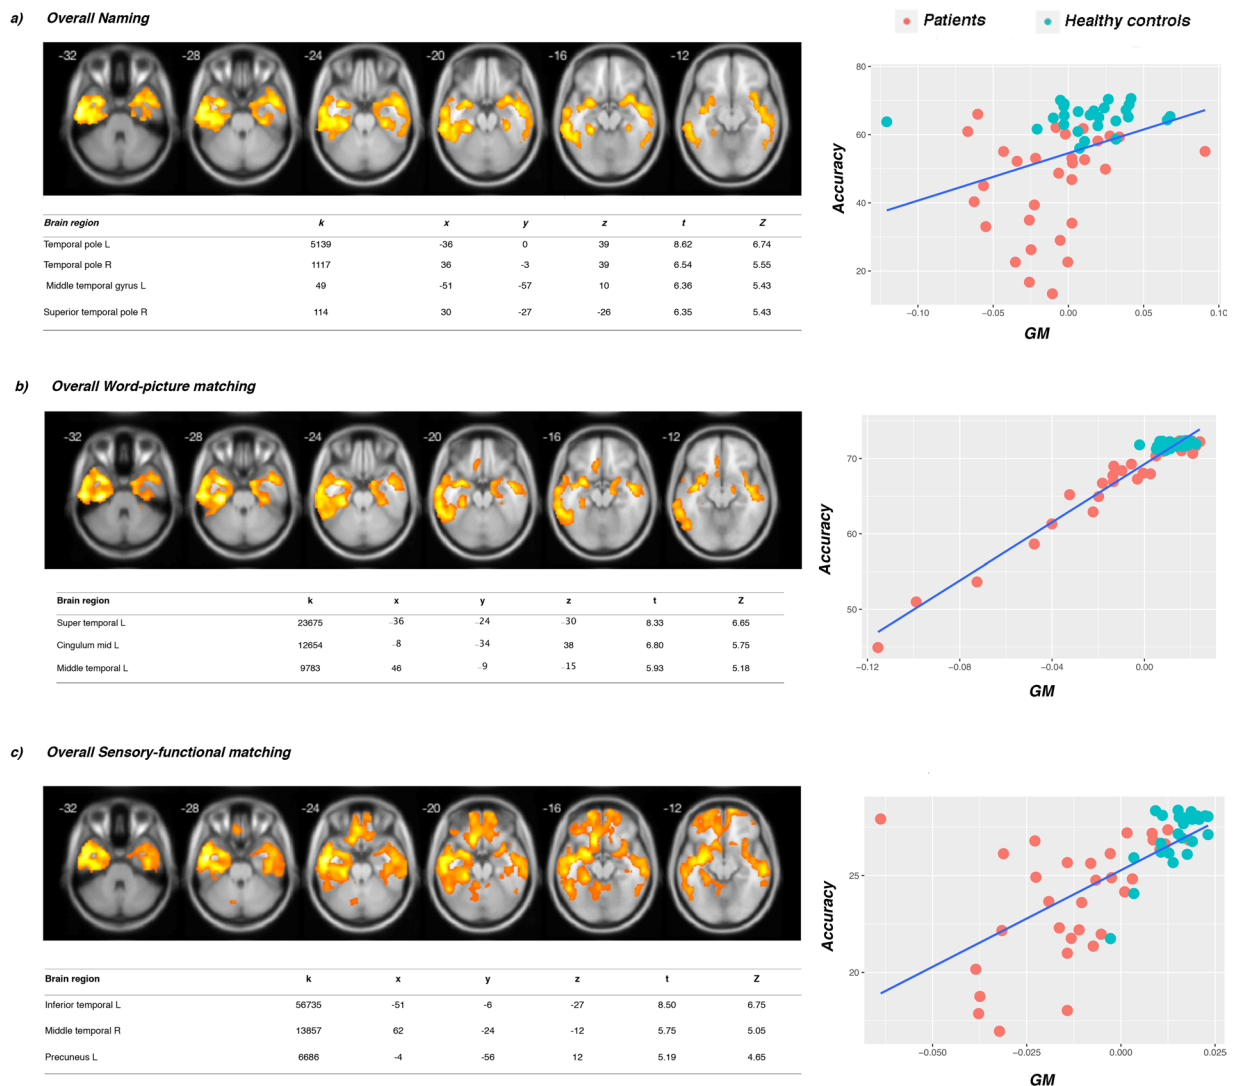 a) Overall Naming
Patients Healthy controls
-32 -28 -24 -20 -16 -12
Brain region k x y z t Z
Temporal pole L 5139 -36 0 39 8.62 6.74
Temporal pole R 1117 36 -3 39 6.54 5.55
Middle temporal gyrus L 49 -51 -57 10 6.36 5.43
Superior temporal pole R 114 30 -27 -26 6.35 5.43
Accuracy
80
60
40
20
−0.10 −0.05 0.00 0.05 0.10
GM
b) Overall Word-picture matching
-32 -28 -24 -20 -16 -12
Brain region k x y z t Z
Super temporal L 23675 -36 -24 -30 8.33 6.65
Cingulum mid L 12654 -8 -34 38 6.80 5.75
Middle temporal L 9783 46 -9 -15 5.93 5.18
Accuracy
70
60
50
−0.12 −0.08 −0.04 0.00
GM
c) Overall Sensory-functional matching
-32 -28 -24 -20 -16 -12
Brain region k x y z t Z
Inferior temporal L 56735 -51 -6 -27 8.50 6.75
Middle temporal R 13857 62 -24 -12 5.75 5.05
Precuneus L 6686 -4 -56 12 5.19 4.65
Accuracy
25
20
−0.050 −0.025 0.000 0.025
GM